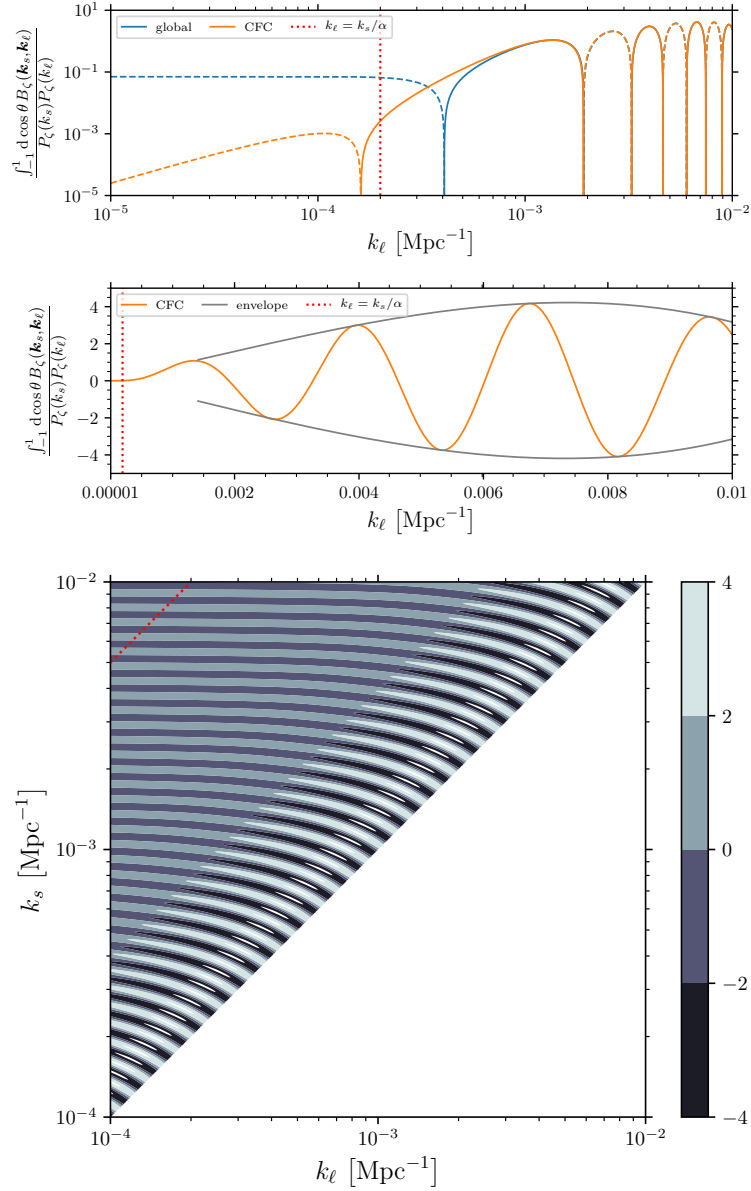 global CFC k_ℓ = k_s/α
10^1
10^−1
10^−3
10^−5
∫_{−1}^{1} d cos θ B_ζ(k_s,k_ℓ)
P_ζ(k_s)P_ζ(k_ℓ)
10^−5 10^−4 10^−3 10^−2
k_ℓ [Mpc^−1]
CFC envelope k_ℓ = k_s/α
4
2
0
−2
−4
∫_{−1}^{1} d cos θ B_ζ(k_s,k_ℓ)
P_ζ(k_s)P_ζ(k_ℓ)
0.00001 0.002 0.004 0.006 0.008 0.01
k_ℓ [Mpc^−1]
10^−2
10^−3
10^−4
k_s [Mpc^−1]
10^−4 10^−3 10^−2
k_ℓ [Mpc^−1]
4
2
0
−2
−4